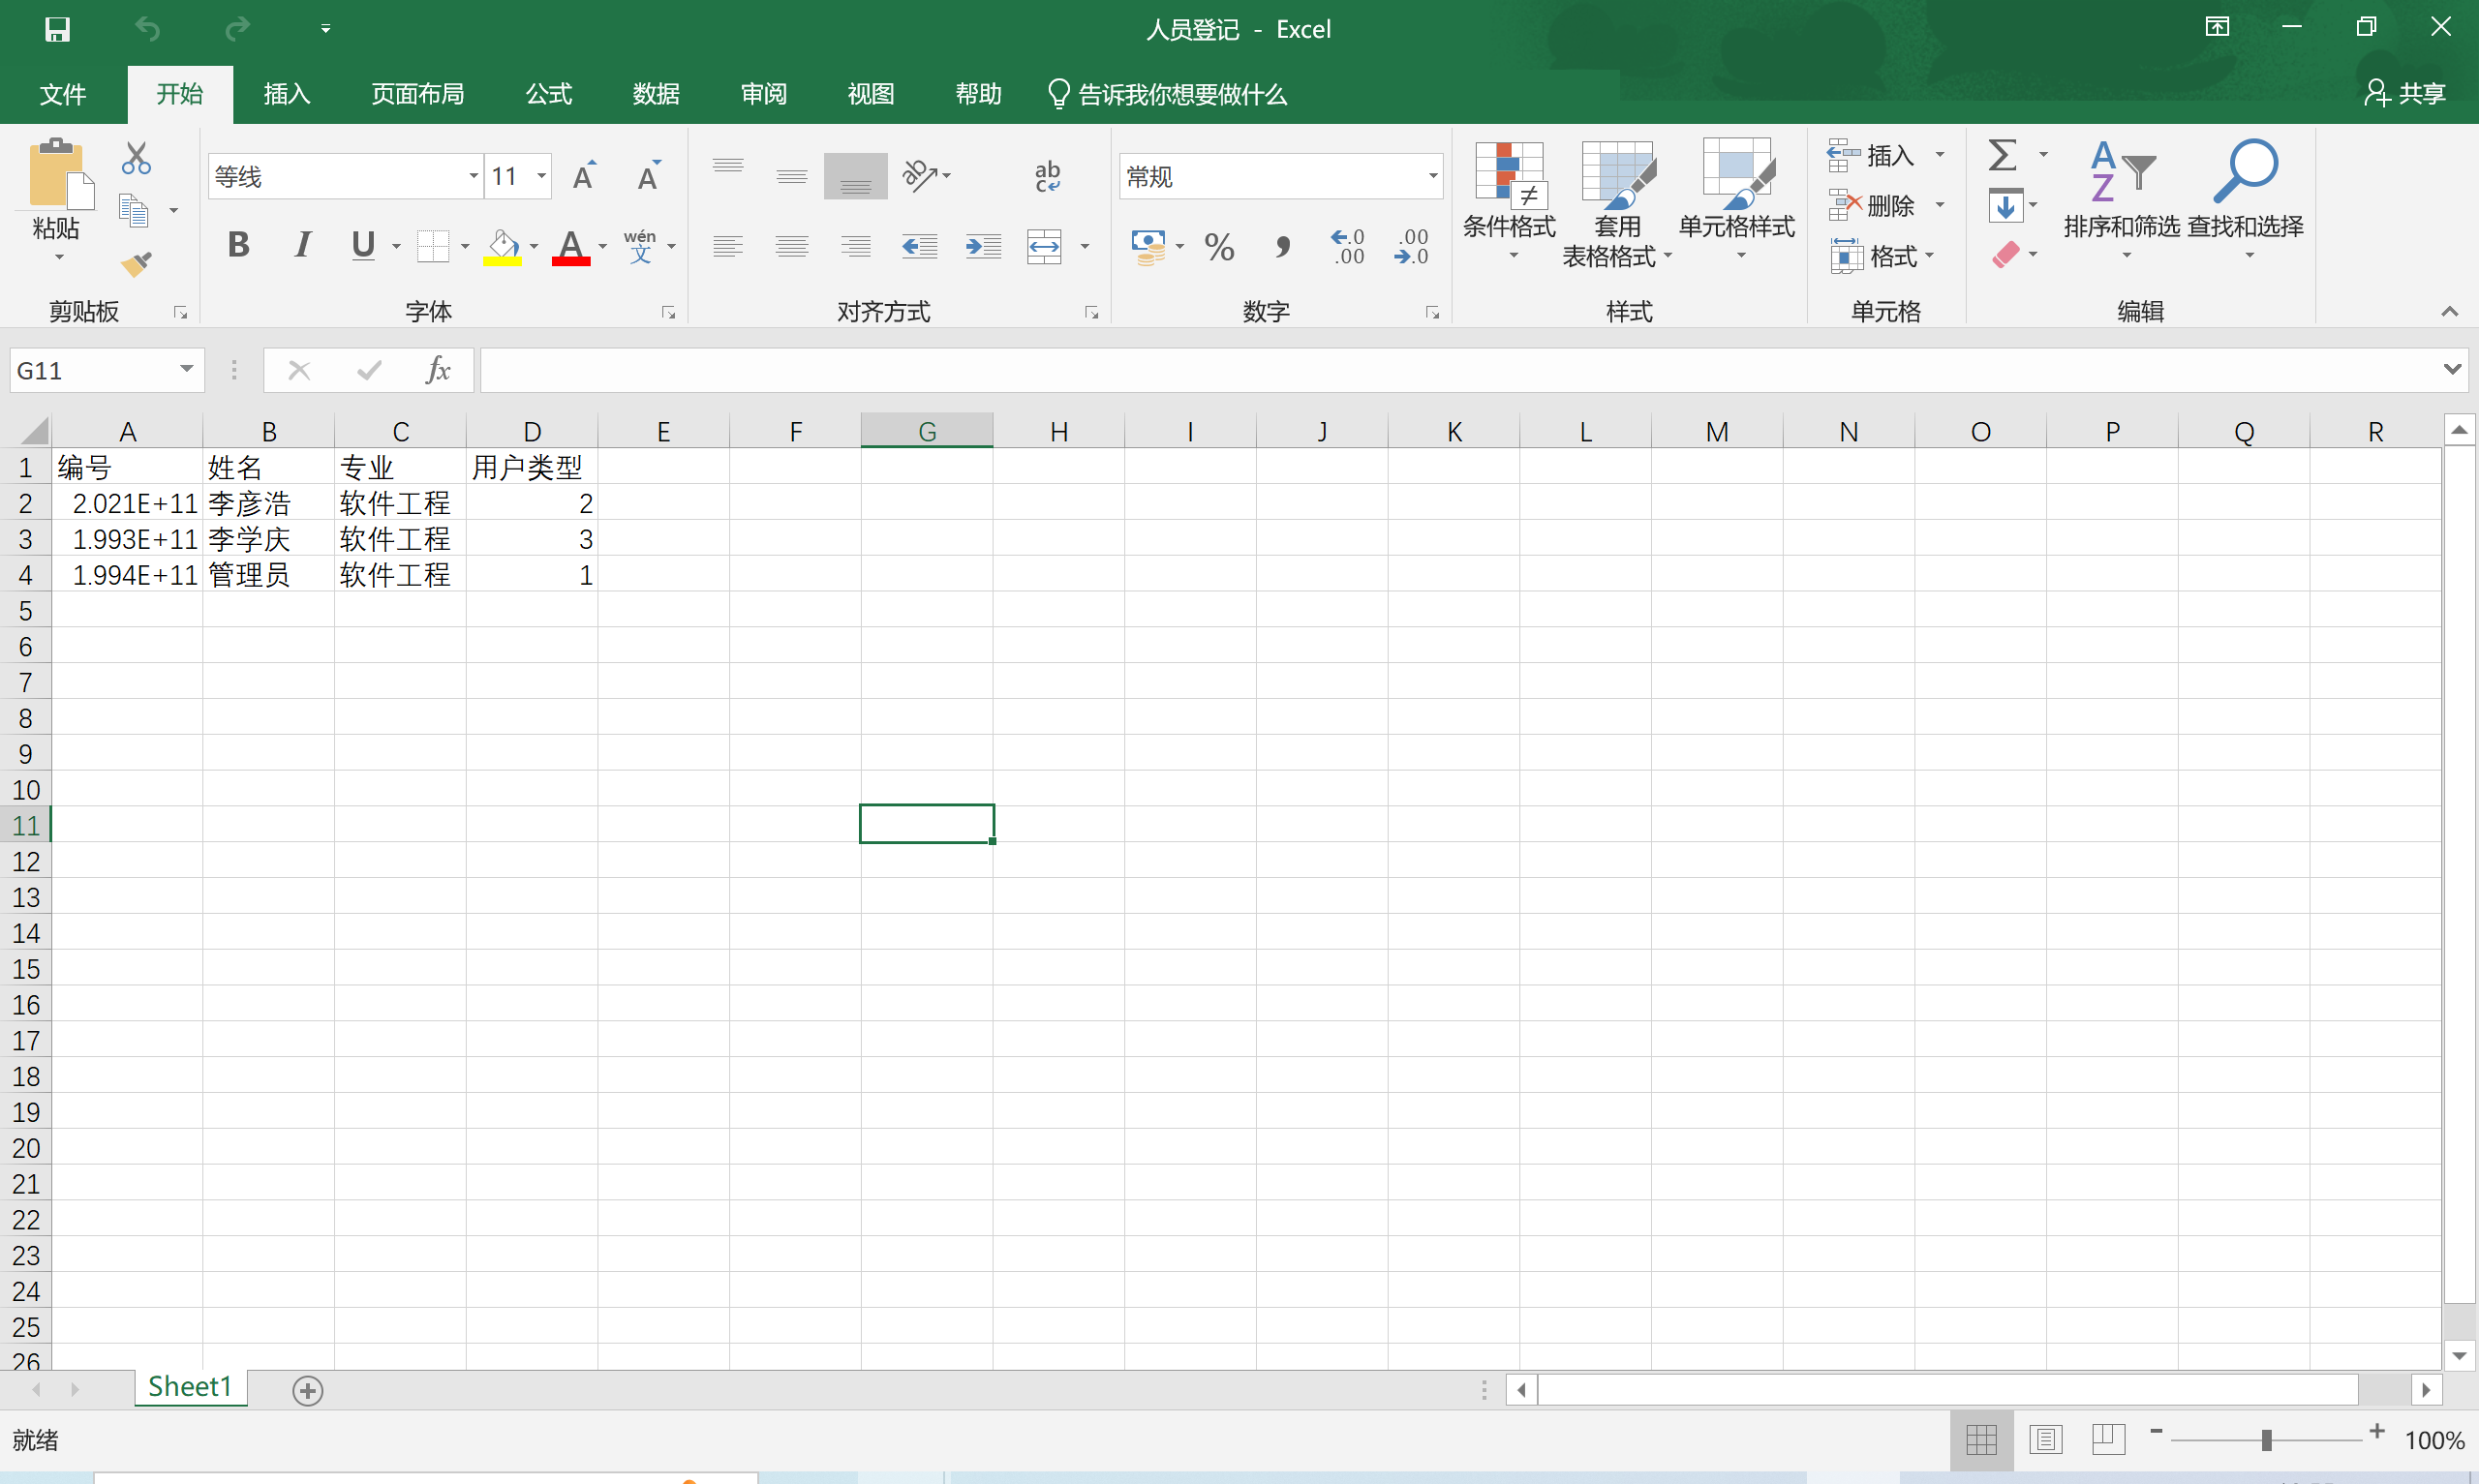 人员登记 - Excel
文件 开始 插入 页面布局 公式 数据 审阅 视图 帮助 告诉我你想要做什么 共享
粘贴
剪贴板
等线 11 A A
B I U A wén 文
字体
ab ab c
对齐方式
常规
% , .0 .00 .00 .0
数字
条件格式 套用 表格格式 单元格样式
样式
插入
删除
格式
单元格
Σ A Z
排序和筛选 查找和选择
编辑
G11 fx
A B C D E F G H I J K L M N O P Q R
1 编号 姓名 专业 用户类型
2 2.021E+11 李彦浩 软件工程 2
3 1.993E+11 李学庆 软件工程 3
4 1.994E+11 管理员 软件工程 1
5
6
7
8
9
10
11
12
13
14
15
16
17
18
19
20
21
22
23
24
25
26
Sheet1
就绪 100%